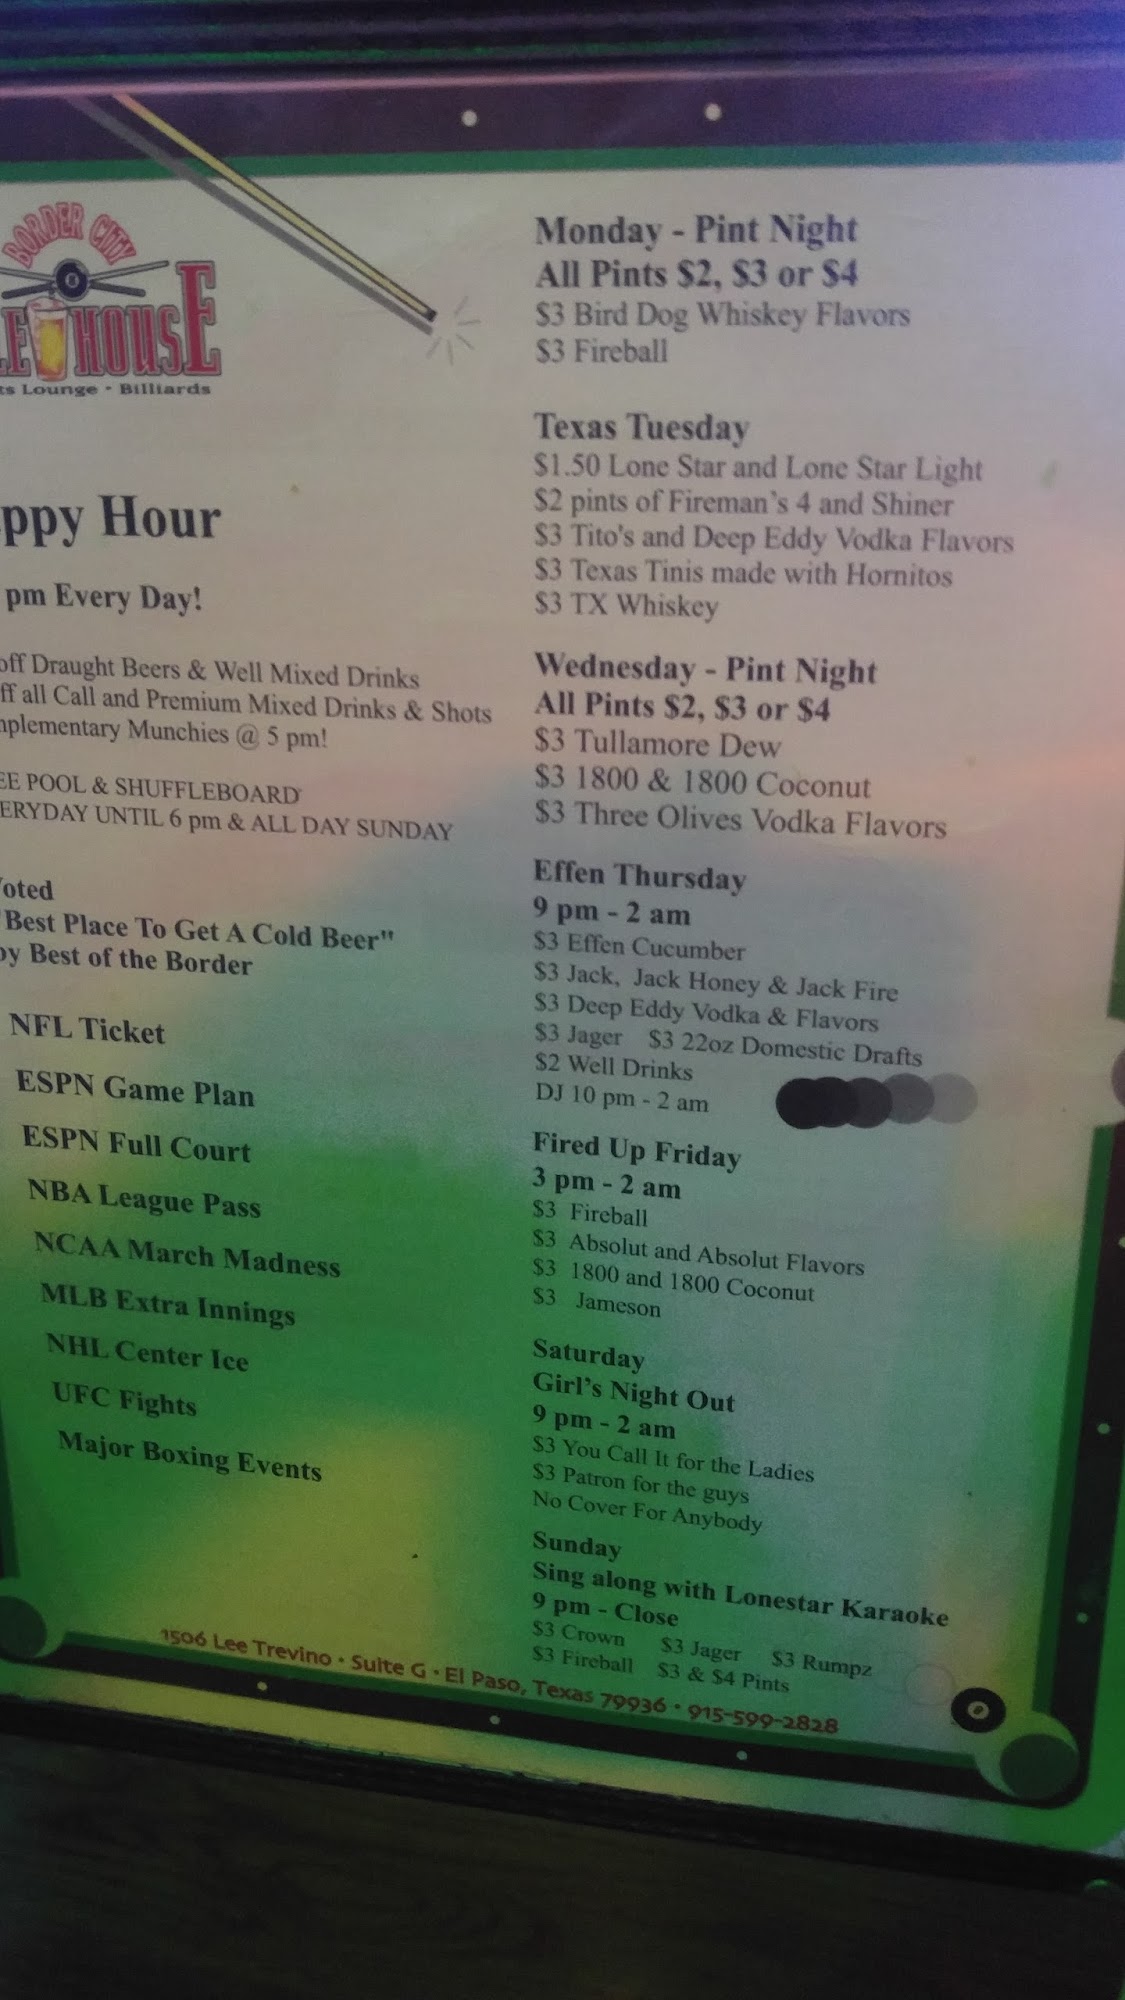 BORDER CITY
HOUSE
Lounge · Billiards
Hour
pm Every Day!
Draught Beers & Well Mixed Drinks
all Call and Premium Mixed Drinks & Shots
Munchies @ 5 pm!
POOL & SHUFFLEBOARD
UNTIL 6 pm & ALL DAY SUNDAY
"Best Place To Get A Cold Beer"
Best of the Border
NFL Ticket
ESPN Game Plan
ESPN Full Court
NBA League Pass
NCAA March Madness
MLB Extra Innings
NHL Center Ice
UFC Fights
Major Boxing Events
Monday - Pint Night
All Pints $2, $3 or $4
$3 Bird Dog Whiskey Flavors
$3 Fireball
Texas Tuesday
$1.50 Lone Star and Lone Star Light
$2 pints of Fireman's 4 and Shiner
$3 Tito's and Deep Eddy Vodka Flavors
$3 Texas Tinis made with Hornitos
$3 TX Whiskey
Wednesday - Pint Night
All Pints $2, $3 or $4
$3 Tullamore Dew
$3 1800 & 1800 Coconut
$3 Three Olives Vodka Flavors
Effen Thursday
9 pm - 2 am
$3 Effen Cucumber
$3 Jack, Jack Honey & Jack Fire
$3 Deep Eddy Vodka & Flavors
$3 Jager $3 22oz Domestic Drafts
$2 Well Drinks
DJ 10 pm - 2 am
Fired Up Friday
3 pm - 2 am
$3 Fireball
$3 Absolut and Absolut Flavors
$3 1800 and 1800 Coconut
$3 Jameson
Saturday
Girl's Night Out
9 pm - 2 am
$3 You Call It for the Ladies
$3 Patron for the guys
No Cover For Anybody
Sunday
Sing along with Lonestar Karaoke
9 pm - Close
$3 Crown $3 Jager $3 Rumpz
$3 Fireball $3 & $4 Pints
1506 Lee Trevino · Suite G · El Paso, Texas 79936 · 915-599-2828